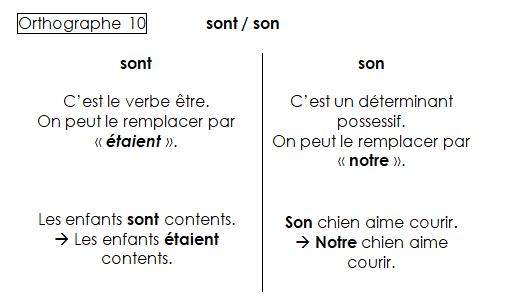 Orthographe 10
sont / son
sont
C'est le verbe être.
On peut le remplacer par
« étaient ».
Les enfants sont contents.
→ Les enfants étaient
contents.
son
C'est un déterminant
possessif.
On peut le remplacer par
« notre ».
Son chien aime courir.
→ Notre chien aime
courir.